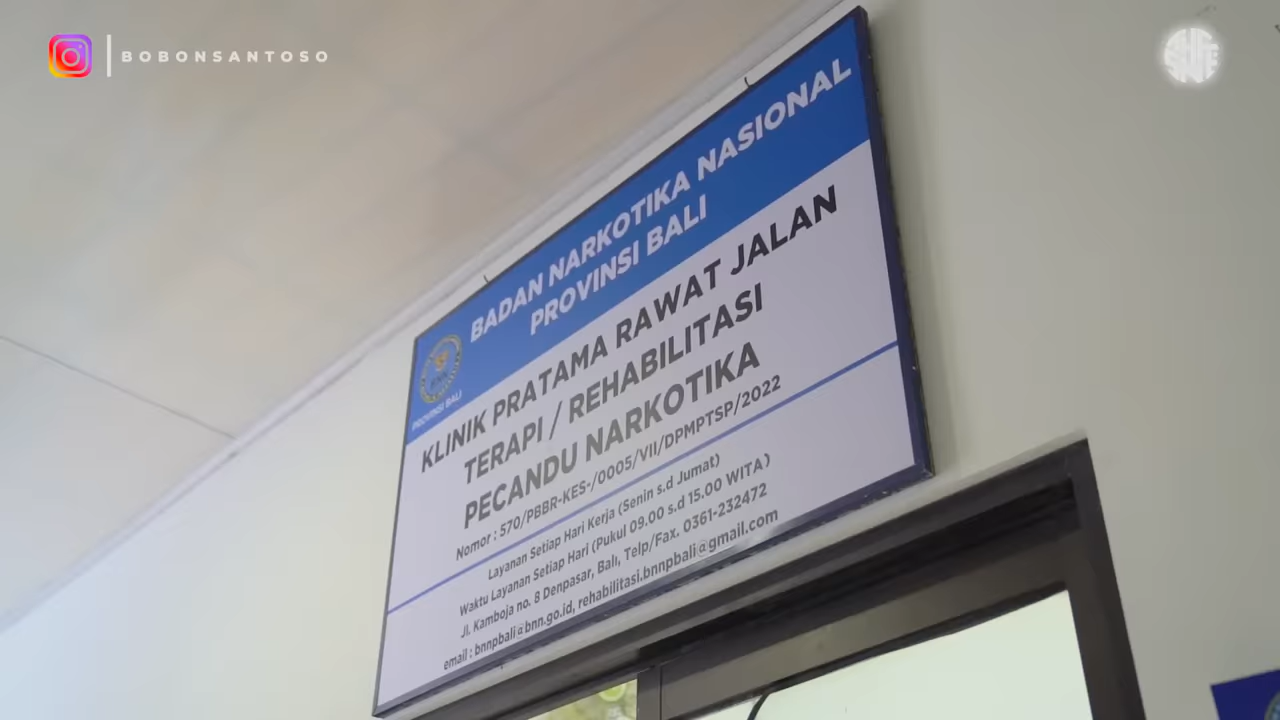 BOBONSANTOSO
BADAN NARKOTIKA NASIONAL
PROVINSI BALI
PROVINSI BALI
KLINIK PRATAMA RAWAT JALAN
TERAPI / REHABILITASI
PECANDU NARKOTIKA
Nomor : 570/PBBR-KES-/0005/VII/DPMPTSP/2022
Layanan Setiap Hari Kerja (Senin s.d Jumat)
Waktu Layanan Setiap Hari (Pukul 09.00 s.d 15.00 WITA)
Jl. Kamboja no. 8 Denpasar, Bali, Telp/Fax. 0361-232472
email : bnnpbali@bnn.go.id, rehabilitasi.bnnpbali@gmail.com